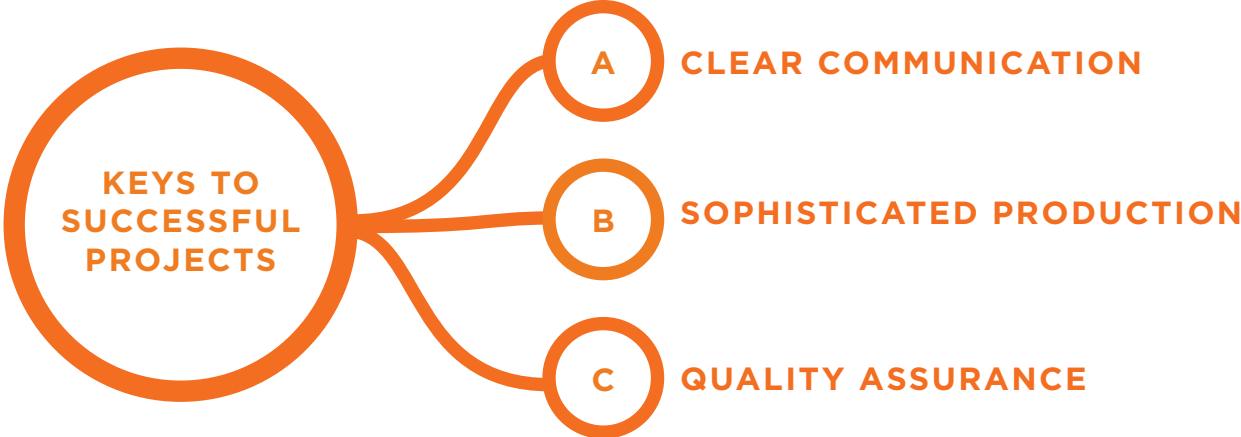 KEYS TO
SUCCESSFUL
PROJECTS
A CLEAR COMMUNICATION
B SOPHISTICATED PRODUCTION
C QUALITY ASSURANCE